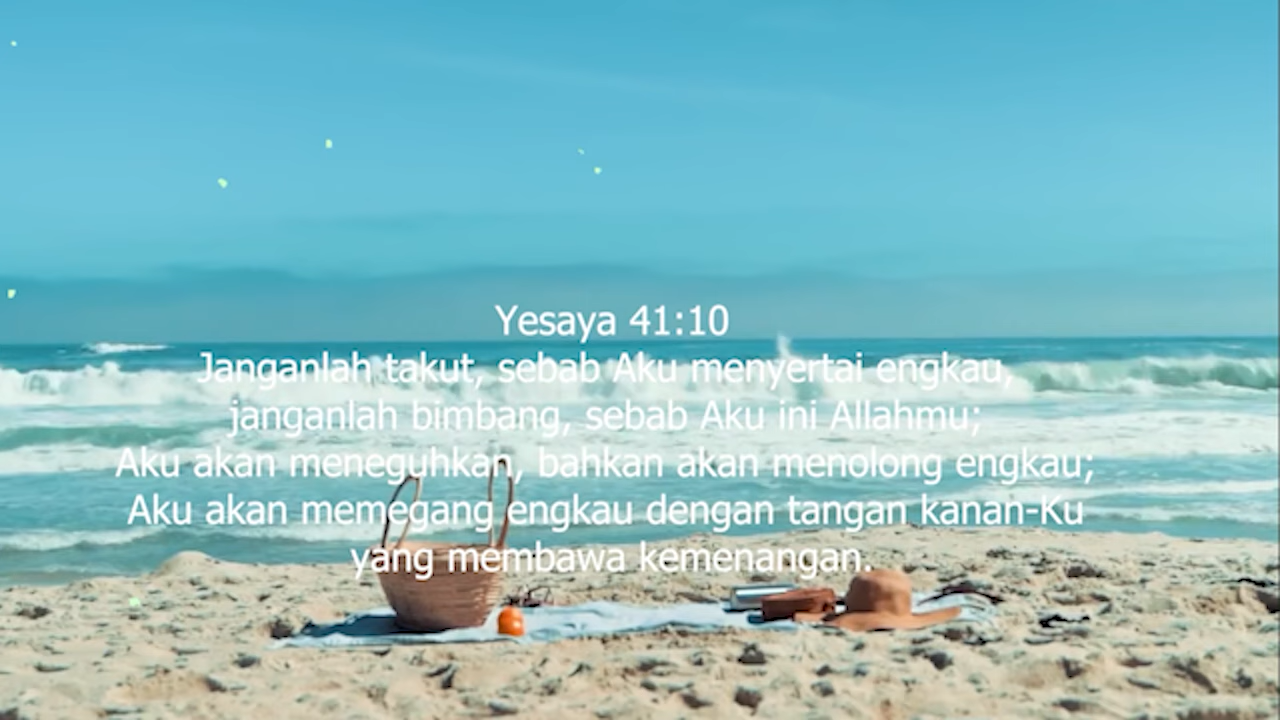 Yesaya 41:10
Janganlah takut, sebab Aku menyertai engkau,
janganlah bimbang, sebab Aku ini Allahmu;
Aku akan meneguhkan, bahkan akan menolong engkau;
Aku akan memegang engkau dengan tangan kanan-Ku
yang membawa kemenangan.